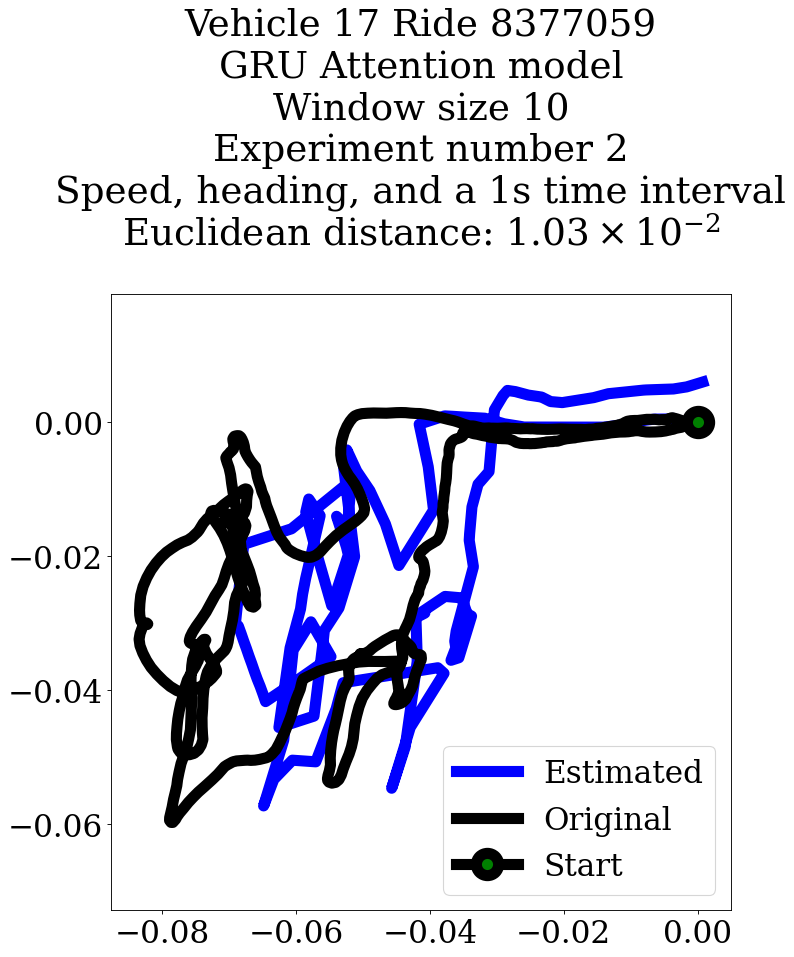 Vehicle 17 Ride 8377059
GRU Attention model
Window size 10
Experiment number 2
Speed, heading, and a 1s time interval
Euclidean distance: 1.03 × 10⁻²
0.00
−0.02
−0.04
−0.06
Estimated
Original
Start
−0.08 −0.06 −0.04 −0.02 0.00